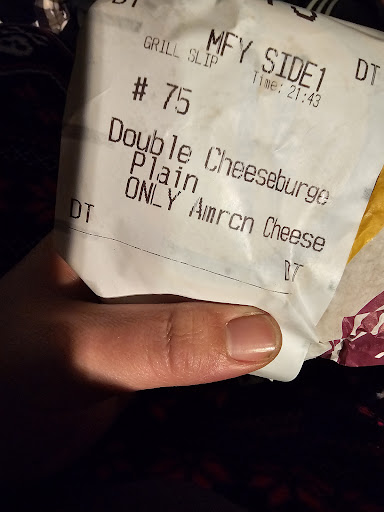 DT
MFY SIDE1
GRILL SLIP
Time: 21:43
DT
# 75
Double Cheeseburge
Plain
ONLY Amrcn Cheese
DT
DT